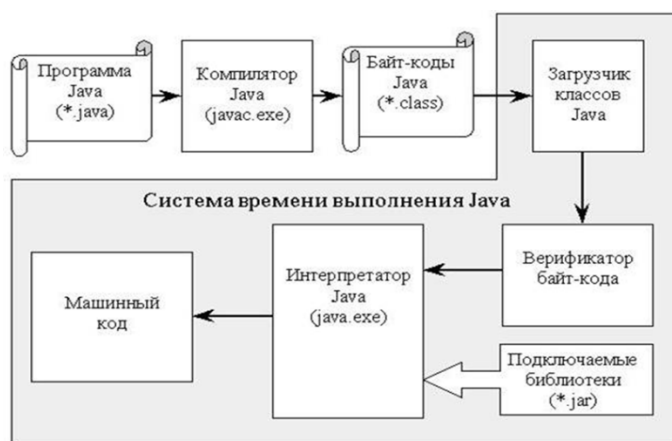 Программа
Java
(*.java)
Компилятор
Java
(javac.exe)
Байт-коды
Java
(*.class)
Загрузчик
классов
Java
Система времени выполнения Java
Верификатор
байт-кода
Интерпретатор
Java
(java.exe)
Машинный
код
Подключаемые
библиотеки
(*.jar)